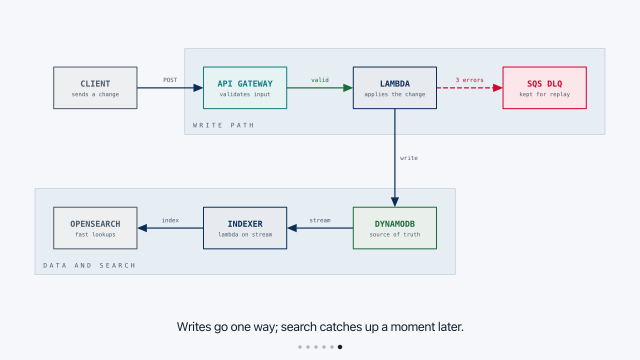 CLIENT
sends a change
POST
API GATEWAY
validates input
valid
LAMBDA
applies the change
3 errors
SQS DLQ
kept for replay
WRITE PATH
write
OPENSEARCH
fast lookups
index
INDEXER
lambda on stream
stream
DYNAMODB
source of truth
DATA AND SEARCH
Writes go one way; search catches up a moment later.